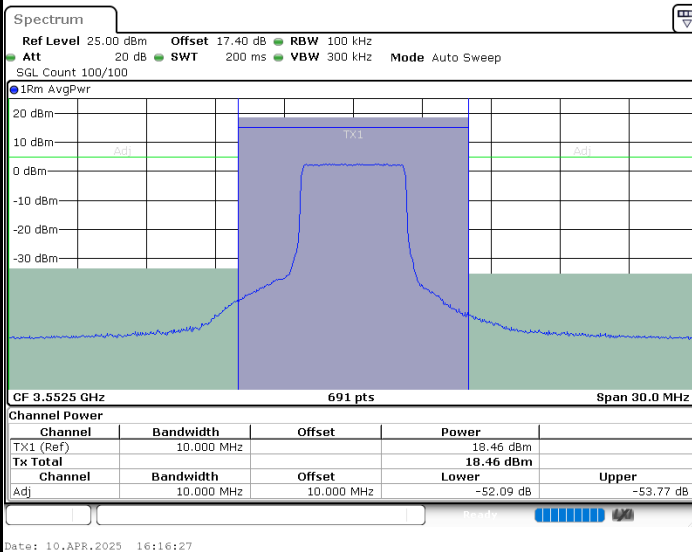 Spectrum
Ref Level 25.00 dBm Offset 17.40 dB RBW 100 kHz
Att 20 dB SWT 200 ms VBW 300 kHz Mode Auto Sweep
SGL Count 100/100
1Rm AvgPwr
20 dBm
10 dBm
TX1
Adj Adj
0 dBm
-10 dBm
-20 dBm
-30 dBm
CF 3.5525 GHz 691 pts Span 30.0 MHz
Channel Power
Channel Bandwidth Offset Power
TX1 (Ref) 10.000 MHz 18.46 dBm
Tx Total 18.46 dBm
Channel Bandwidth Offset Lower Upper
Adj 10.000 MHz 10.000 MHz -52.09 dB -53.77 dB
Ready
Date: 10.APR.2025 16:16:27